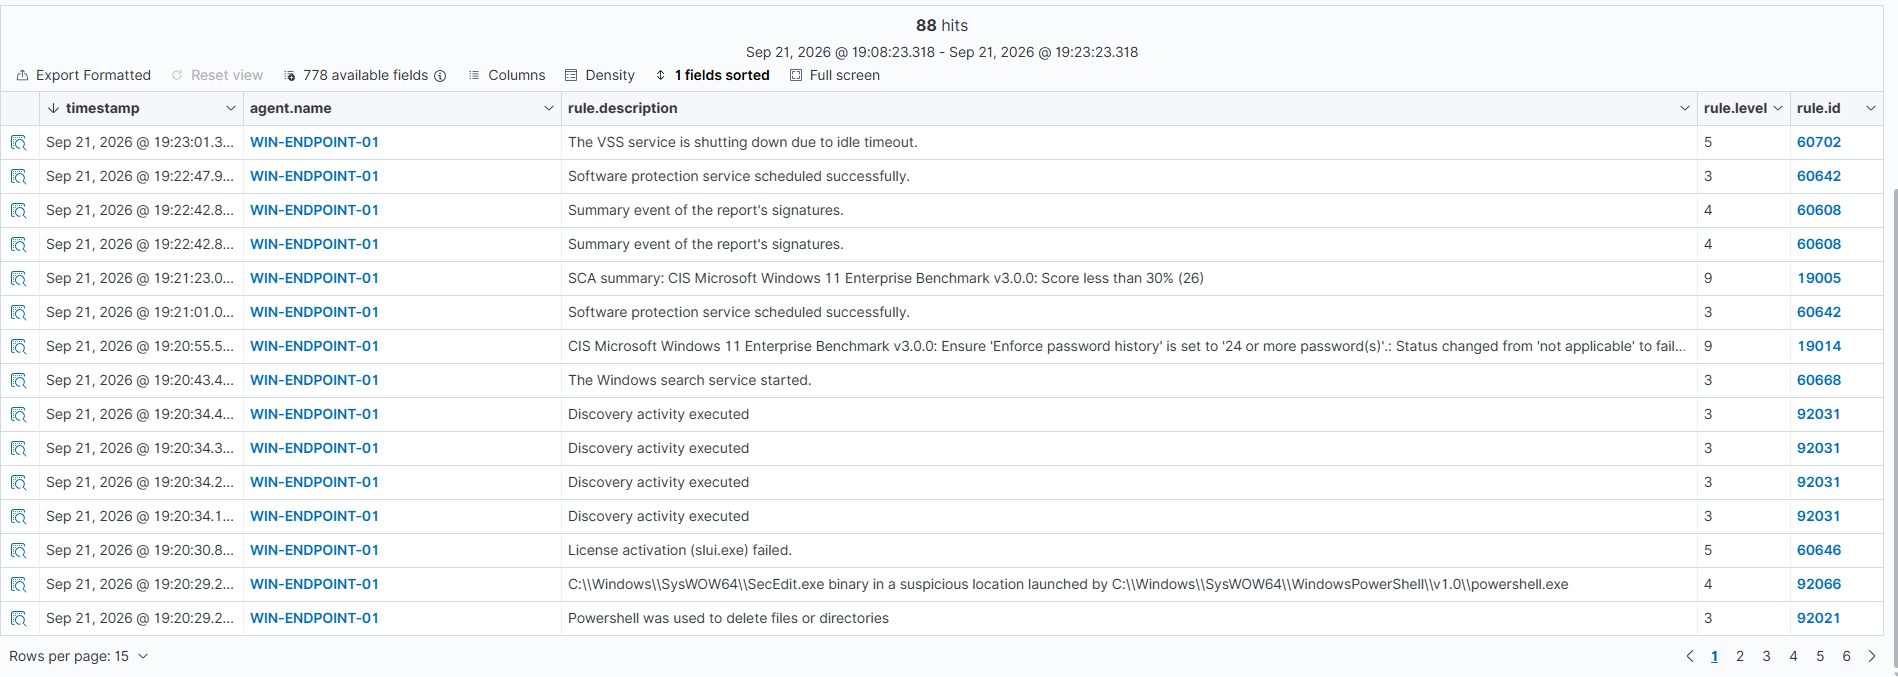 88 hits
Sep 21, 2026 @ 19:08:23.318 - Sep 21, 2026 @ 19:23:23.318
Export Formatted Reset view 778 available fields Columns Density 1 fields sorted Full screen
timestamp agent.name rule.description rule.level rule.id
Sep 21, 2026 @ 19:23:01.3... WIN-ENDPOINT-01 The VSS service is shutting down due to idle timeout. 5 60702
Sep 21, 2026 @ 19:22:47.9... WIN-ENDPOINT-01 Software protection service scheduled successfully. 3 60642
Sep 21, 2026 @ 19:22:42.8... WIN-ENDPOINT-01 Summary event of the report's signatures. 4 60608
Sep 21, 2026 @ 19:22:42.8... WIN-ENDPOINT-01 Summary event of the report's signatures. 4 60608
Sep 21, 2026 @ 19:21:23.0... WIN-ENDPOINT-01 SCA summary: CIS Microsoft Windows 11 Enterprise Benchmark v3.0.0: Score less than 30% (26) 9 19005
Sep 21, 2026 @ 19:21:01.0... WIN-ENDPOINT-01 Software protection service scheduled successfully. 3 60642
Sep 21, 2026 @ 19:20:55.5... WIN-ENDPOINT-01 CIS Microsoft Windows 11 Enterprise Benchmark v3.0.0: Ensure 'Enforce password history' is set to '24 or more password(s)'.: Status changed from 'not applicable' to fail... 9 19014
Sep 21, 2026 @ 19:20:43.4... WIN-ENDPOINT-01 The Windows search service started. 3 60668
Sep 21, 2026 @ 19:20:34.4... WIN-ENDPOINT-01 Discovery activity executed 3 92031
Sep 21, 2026 @ 19:20:34.3... WIN-ENDPOINT-01 Discovery activity executed 3 92031
Sep 21, 2026 @ 19:20:34.2... WIN-ENDPOINT-01 Discovery activity executed 3 92031
Sep 21, 2026 @ 19:20:34.1... WIN-ENDPOINT-01 Discovery activity executed 3 92031
Sep 21, 2026 @ 19:20:30.8... WIN-ENDPOINT-01 License activation (slui.exe) failed. 5 60646
Sep 21, 2026 @ 19:20:29.2... WIN-ENDPOINT-01 C:\\Windows\\SysWOW64\\SecEdit.exe binary in a suspicious location launched by C:\\Windows\\SysWOW64\\WindowsPowerShell\\v1.0\\powershell.exe 4 92066
Sep 21, 2026 @ 19:20:29.2... WIN-ENDPOINT-01 Powershell was used to delete files or directories 3 92021
Rows per page: 15 1 2 3 4 5 6